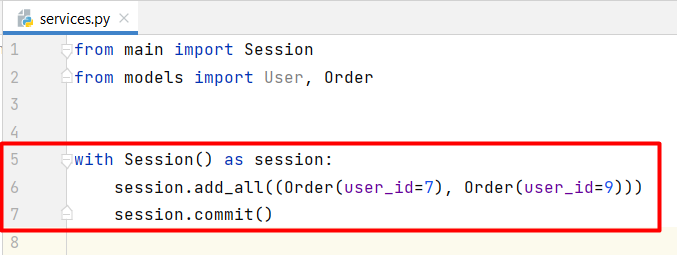 services.py
1 from main import Session
2 from models import User, Order
3
4
5 with Session() as session:
6     session.add_all((Order(user_id=7), Order(user_id=9)))
7     session.commit()
8